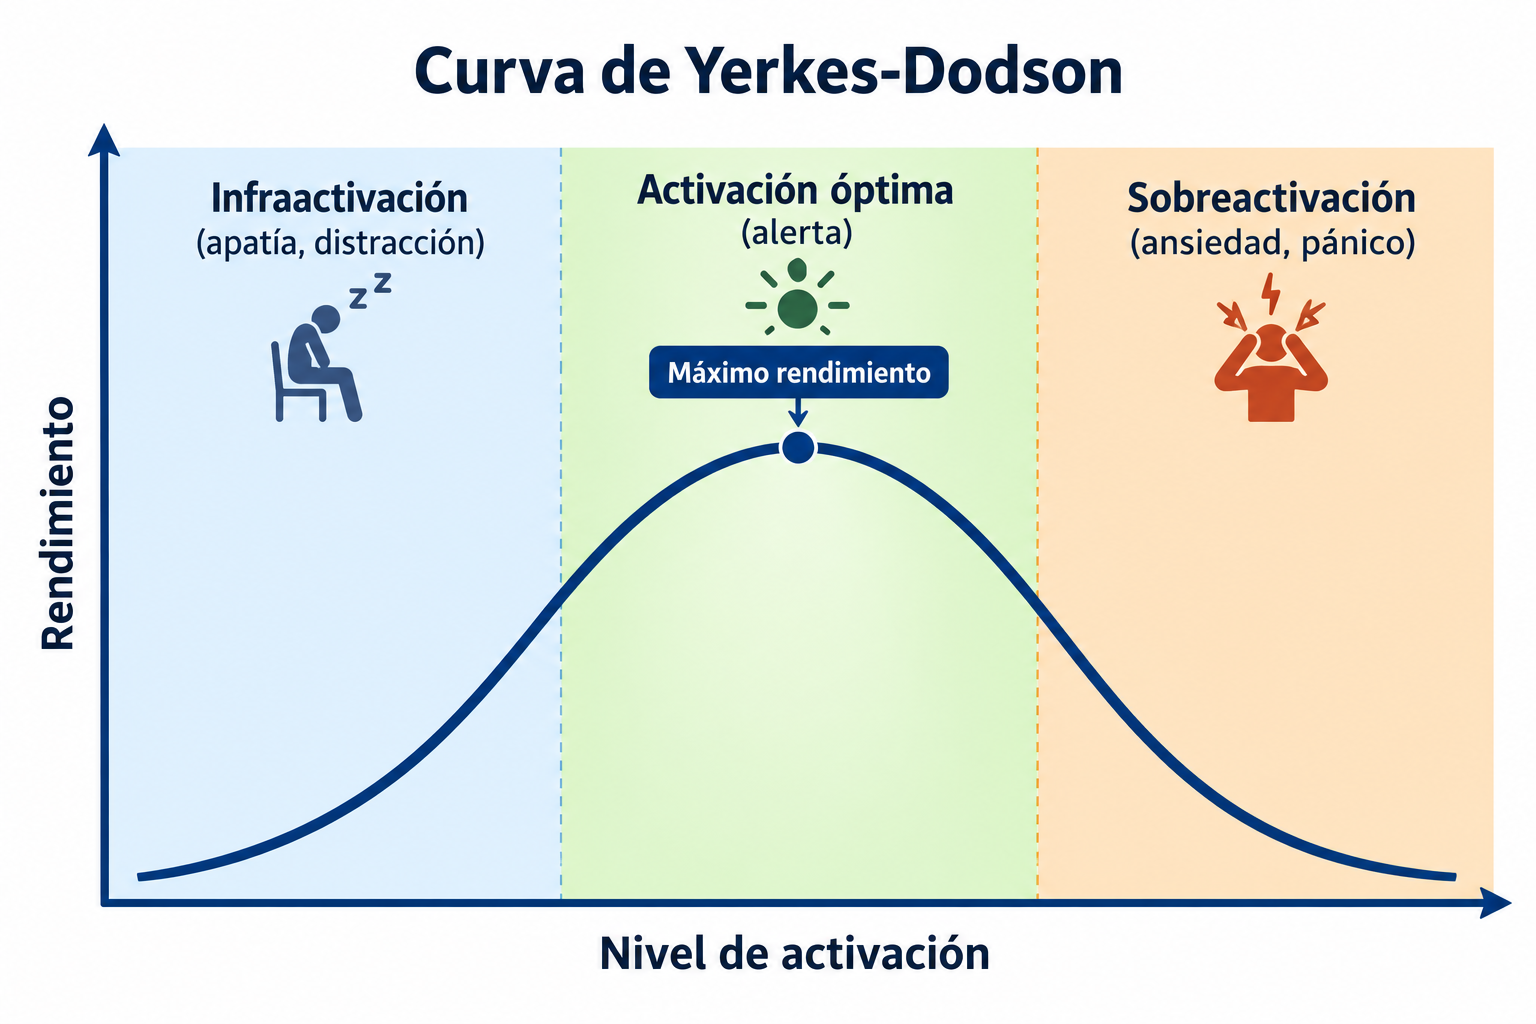 Curva de Yerkes-Dodson
Infraactivación
(apatía, distracción)
z z
Activación óptima
(alerta)
Máximo rendimiento
Sobreactivación
(ansiedad, pánico)
Rendimiento
Nivel de activación